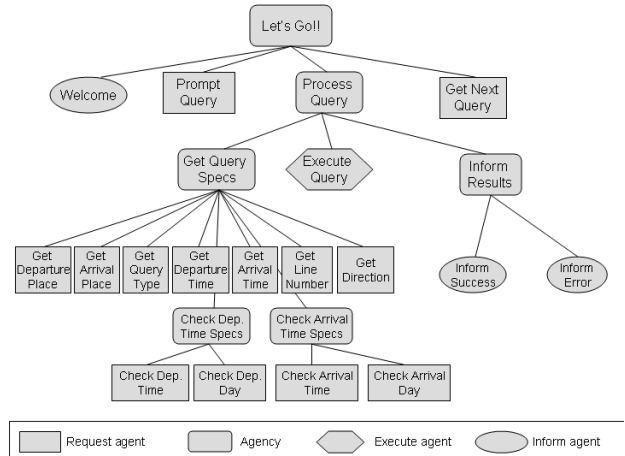 Let's Go!!
Welcome
Prompt
Query
Process
Query
Get Next
Query
Get Query
Specs
Execute
Query
Inform
Results
Get
Departure
Place
Get
Arrival
Place
Get
Query
Type
Get
Departure
Time
Get
Arrival
Time
Get
Line
Number
Get
Direction
Inform
Success
Inform
Error
Check Dep.
Time Specs
Check Arrival
Time Specs
Check Dep.
Time
Check Dep.
Day
Check Arrival
Time
Check Arrival
Day
Request agent
Agency
Execute agent
Inform agent